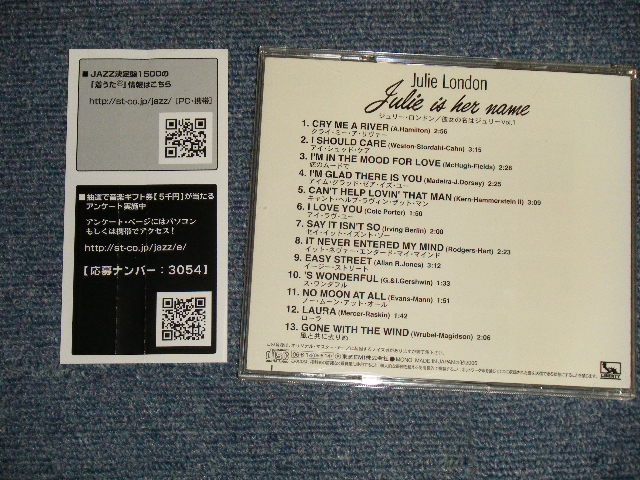 ■ JAZZ決定盤1500の
『着うた®』情報はこちら
http://st-co.jp/jazz/ [PC・携帯]
■抽選で音楽ギフト券【5千円】が当たる
アンケート実施中
アンケート・ページにはパソコン
もしくは携帯でアクセス!
http://st-co.jp/jazz/e/
【応募ナンバー：3054】
Julie London
Julie is her name
ジュリー・ロンドン/彼女の名はジュリーVol.1
1. CRY ME A RIVER (A.Hamilton) 2:56
クライ・ミー・ア・リヴァー
2. I SHOULD CARE (Weston-Stordahl-Cahn) 3:15
アイ・シュッド・ケア
3. I'M IN THE MOOD FOR LOVE (McHugh-Fields) 2:26
恋のムードで
4. I'M GLAD THERE IS YOU (Madeira-J.Dorsey) 2:25
アイム・グラッド・ゼア・イズ・ユー
5. CAN'T HELP LOVIN' THAT MAN (Kern-Hammerstein II) 3:09
キャント・ヘルプ・ラヴィン・ザット・マン
6. I LOVE YOU (Cole Porter) 1:50
アイ・ラヴ・ユー
7. SAY IT ISN'T SO (Irving Berlin) 2:00
セイ・イット・イズント・ソー
8. IT NEVER ENTERED MY MIND (Rodgers-Hart) 2:23
イット・ネヴァー・エンタード・マイ・マインド
9. EASY STREET (Allan R.Jones) 3:12
イージー・ストリート
10. 'S WONDERFUL (G.&I.Gershwin) 1:33
ス・ワンダフル
11. NO MOON AT ALL (Evans-Mann) 1:51
ノー・ムーン・アット・オール
12. LAURA (Mercer-Raskin) 1:42
ローラ
13. GONE WITH THE WIND (Wrubel-Magidson) 2:06
風と共に去りぬ
東芝EMI株式会社 ●MONO MADE IN JAPAN
LIBERTY